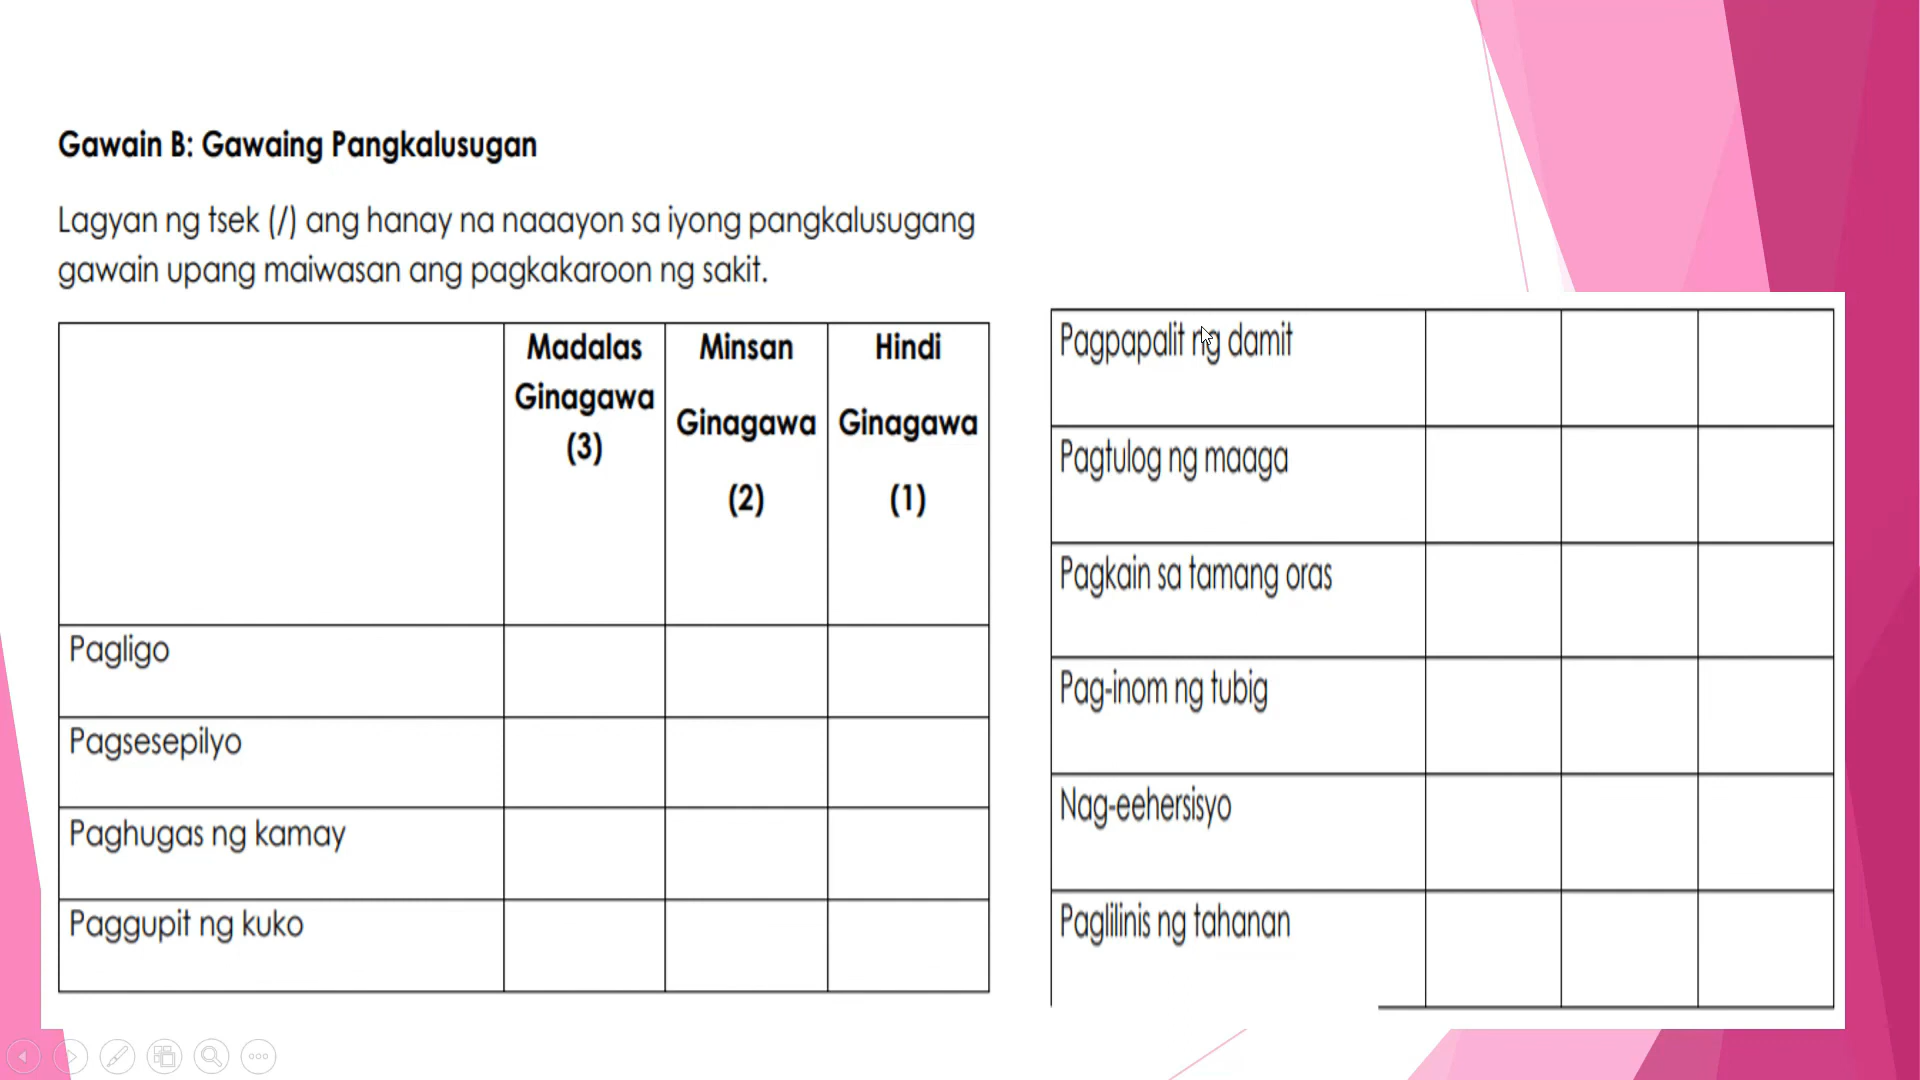 Gawain B: Gawaing Pangkalusugan
Lagyan ng tsek (/) ang hanay na naaayon sa iyong pangkalusugang
gawain upang maiwasan ang pagkakaroon ng sakit.
Madalas
Ginagawa
(3)
Minsan
Ginagawa
(2)
Hindi
Ginagawa
(1)
Pagligo
Pagsesepilyo
Paghugas ng kamay
Paggupit ng kuko
Pagpapalit ng damit
Pagtulog ng maaga
Pagkain sa tamang oras
Pag-inom ng tubig
Nag-eehersisyo
Paglilinis ng tahanan